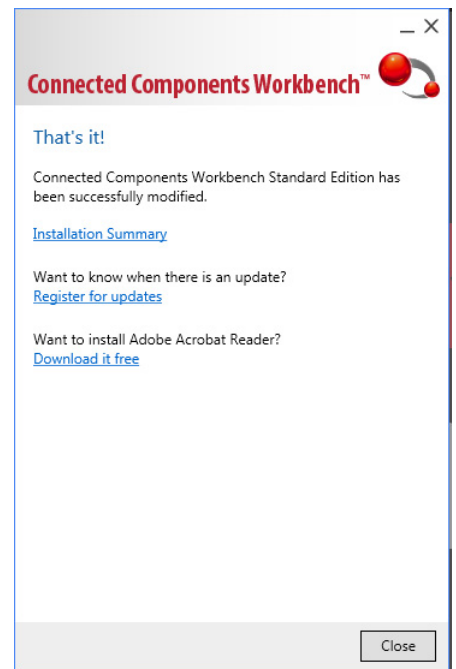 Connected Components Workbench™
That's it!
Connected Components Workbench Standard Edition has
been successfully modified.
Installation Summary
Want to know when there is an update?
Register for updates
Want to install Adobe Acrobat Reader?
Download it free
Close